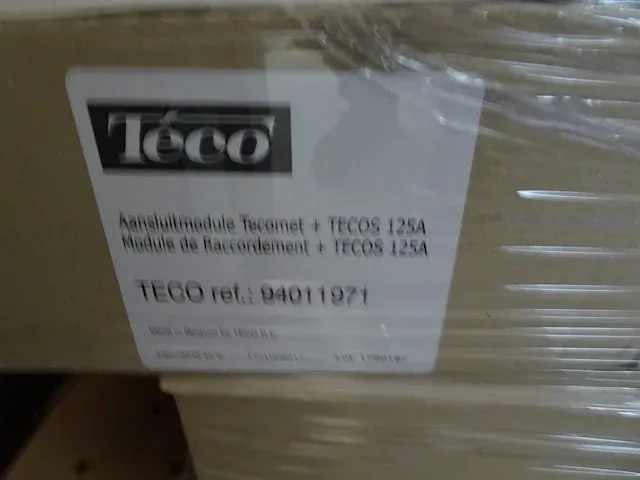 Téco
Aansluitmodule Tecomet + TECOS 125A
Module de Raccordement + TECOS 125A
TECO ref.: 94011971